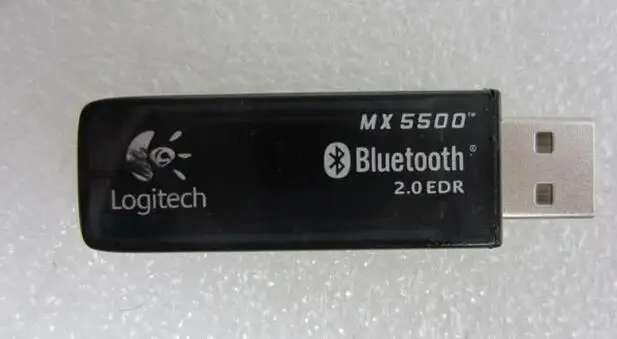 Logitech
MX 5500™
Bluetooth®
2.0 EDR